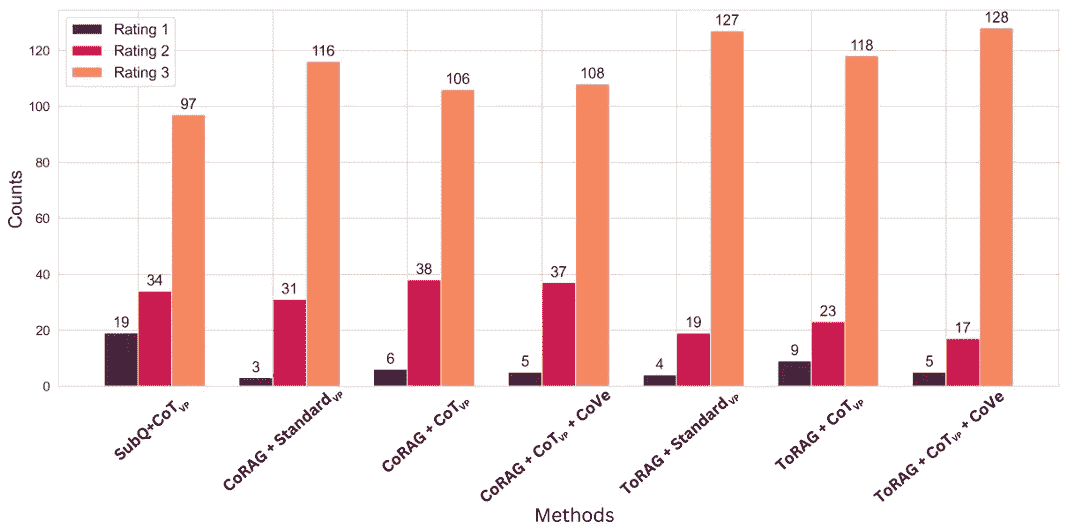 Rating 1
Rating 2
Rating 3
Counts
120
100
80
60
40
20
0
19
34
97
3
31
116
6
38
106
5
37
108
4
19
127
9
23
118
5
17
128
SubQ+CoTVP
CoRAG + StandardVP
CoRAG + CoTVP
CoRAG + CoTVP + CoVe
ToRAG + StandardVP
ToRAG + CoTVP
ToRAG + CoTVP + CoVe
Methods